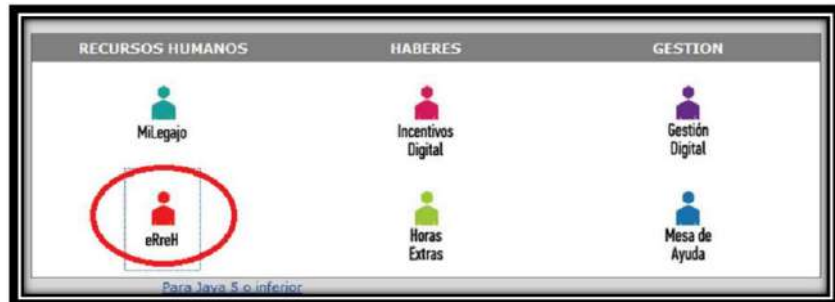 RECURSOS HUMANOS HABERES GESTION
MiLegajo
Incentivos
Digital
Gestión
Digital
eRreH
Horas
Extras
Mesa de
Ayuda
Para Java 5 o inferior